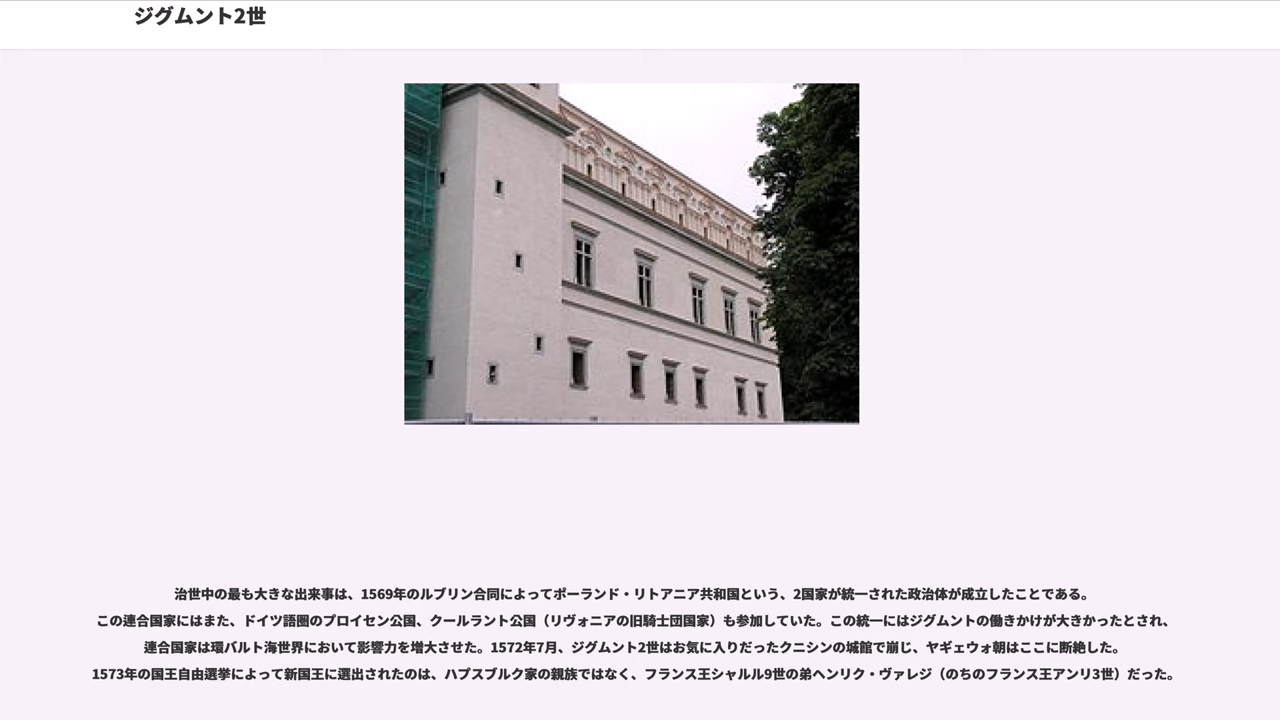 ジグムント2世
治世中の最も大きな出来事は、1569年のルブリン合同によってポーランド・リトアニア共和国という、2国家が統一された政治体が成立したことである。
この連合国家にはまた、ドイツ語圏のプロイセン公国、クールラント公国（リヴォニアの旧騎士団国家）も参加していた。この統一にはジグムントの働きかけが大きかったとされ、
連合国家は環バルト海世界において影響力を増大させた。1572年7月、ジグムント2世はお気に入りだったクニシンの城館で崩じ、ヤギェウォ朝はここに断絶した。
1573年の国王自由選挙によって新国王に選出されたのは、ハプスブルク家の親族ではなく、フランス王シャルル9世の弟ヘンリク・ヴァレジ（のちのフランス王アンリ3世）だった。